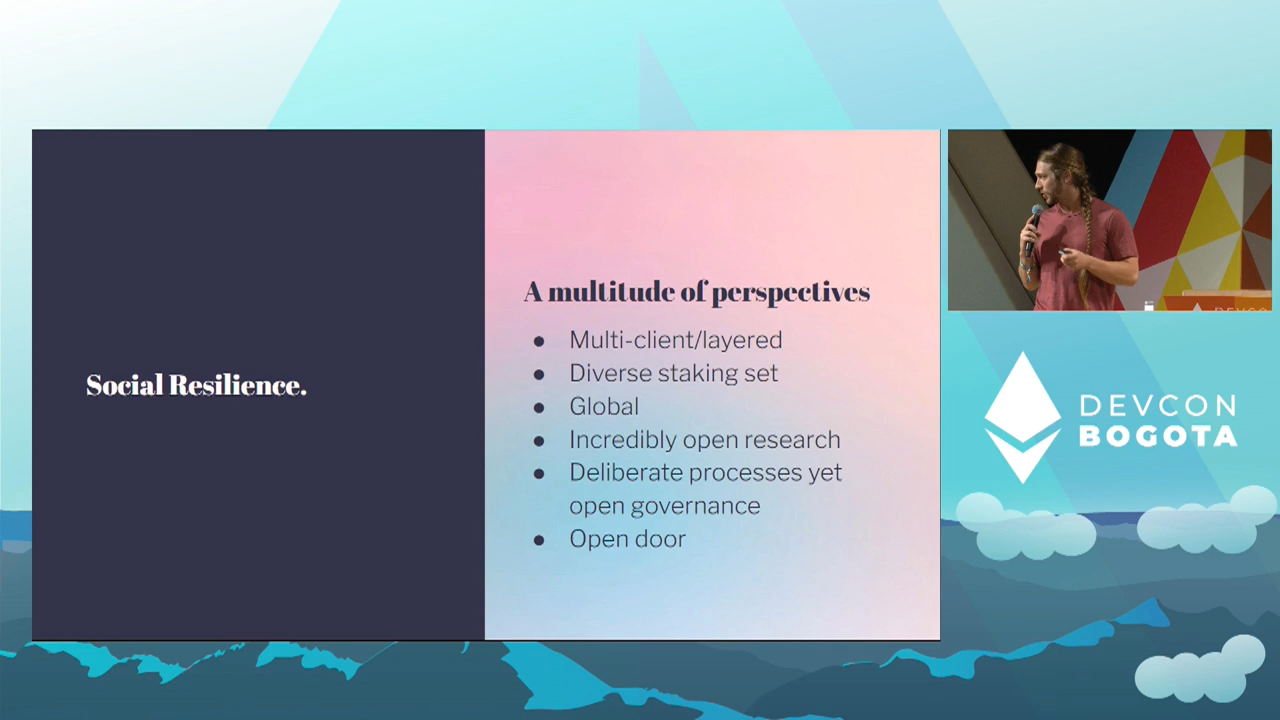 Social Resilience.
A multitude of perspectives
● Multi-client/layered
● Diverse staking set
● Global
● Incredibly open research
● Deliberate processes yet
open governance
● Open door
DEVCON
BOGOTA
DEVCON